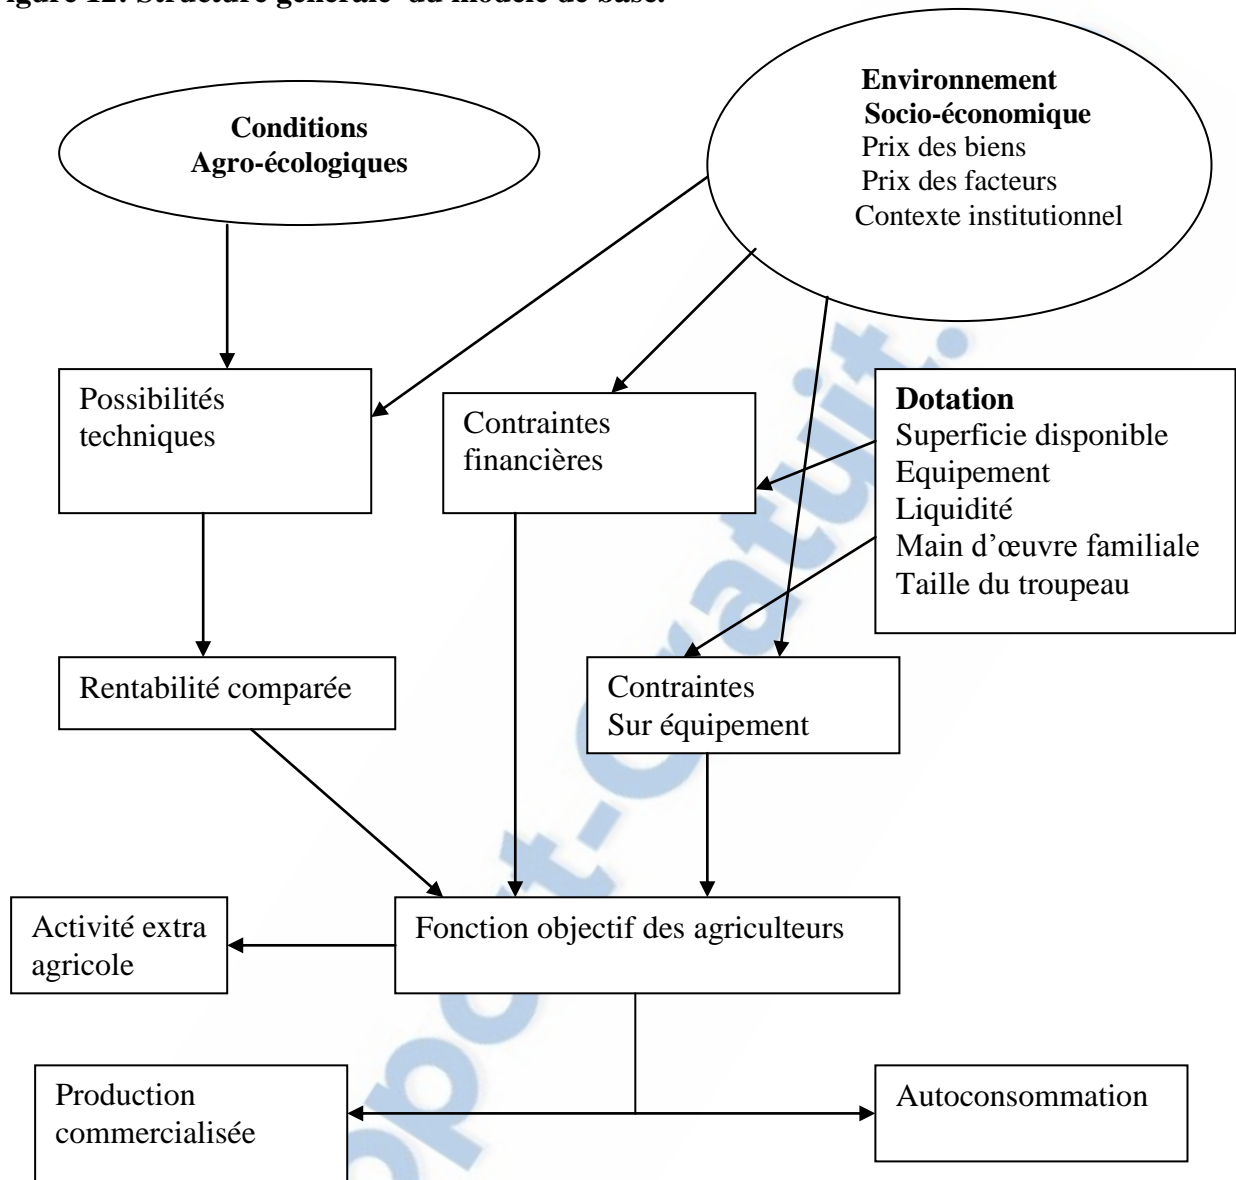 Figure 12: Structure générale du modèle de base.
Conditions
Agro-écologiques
Environnement
Socio-économique
Prix des biens
Prix des facteurs
Contexte institutionnel
Possibilités
techniques
Contraintes
financières
Dotation
Superficie disponible
Equipement
Liquidité
Main d’œuvre familiale
Taille du troupeau
Rentabilité comparée
Contraintes
Sur équipement
Activité extra
agricole
Fonction objectif des agriculteurs
Production
commercialisée
Autoconsommation